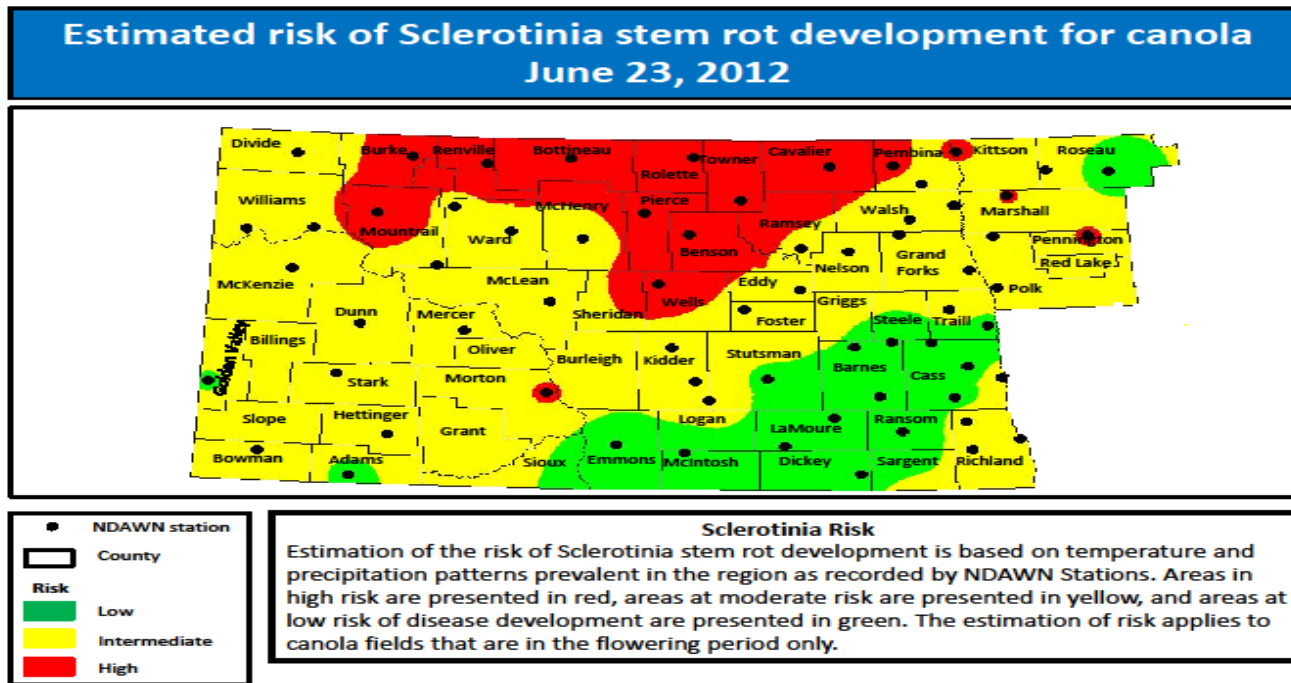 Estimated risk of Sclerotinia stem rot development for canola
June 23, 2012
Divide
Burke
Renville
Bottineau
Rolette
Towner
Cavalier
Pembina
Kittson
Roseau
Williams
Mountrail
Ward
McHenry
Pierce
Benson
Ramsey
Walsh
Marshall
Pennington
Red Lake
McKenzie
McLean
Sheridan
Wells
Eddy
Nelson
Grand
Forks
Polk
Dunn
Mercer
Foster
Griggs
Steele
Traill
Golden Valley
Billings
Oliver
Burleigh
Kidder
Stutsman
Barnes
Cass
Stark
Morton
Slope
Hettinger
Grant
Logan
LaMoure
Ransom
Bowman
Adams
Sioux
Emmons
McIntosh
Dickey
Sargent
Richland
NDAWN station
County
Risk
Low
Intermediate
High
Sclerotinia Risk
Estimation of the risk of Sclerotinia stem rot development is based on temperature and
precipitation patterns prevalent in the region as recorded by NDAWN Stations. Areas in
high risk are presented in red, areas at moderate risk are presented in yellow, and areas at
low risk of disease development are presented in green. The estimation of risk applies to
canola fields that are in the flowering period only.